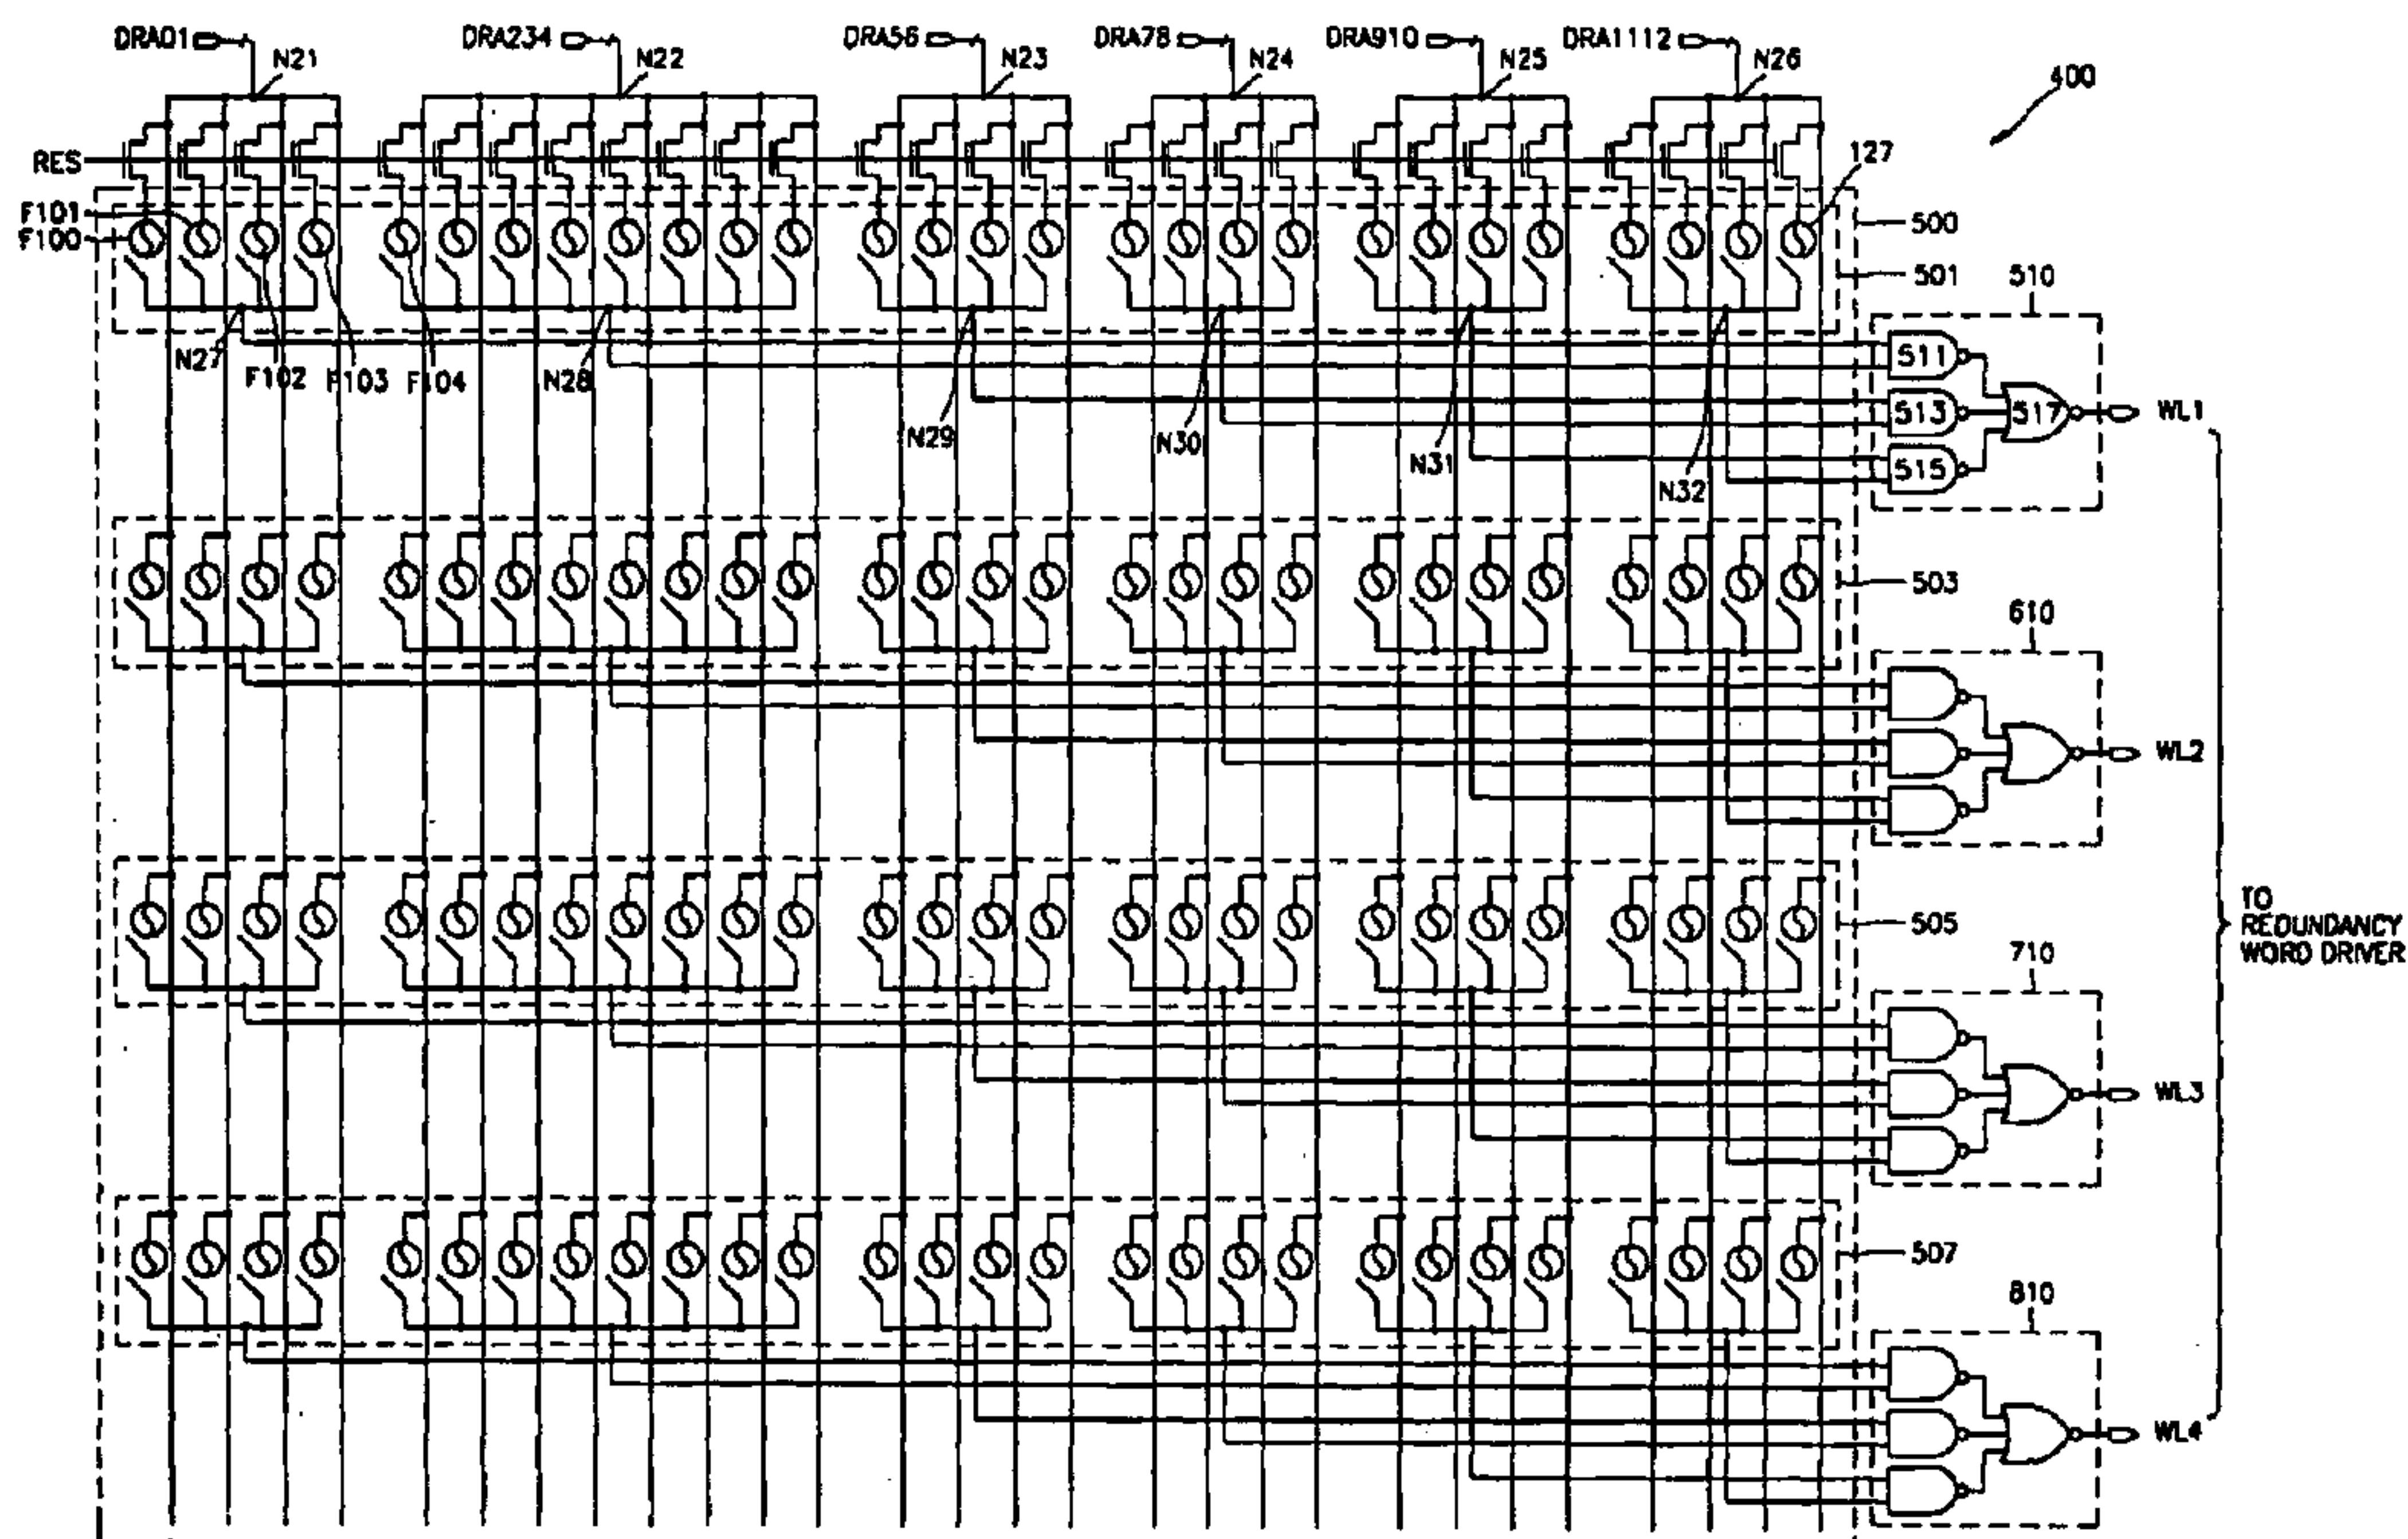 DRA01
DRA234
DRA56
DRA78
DRA910
DRA1112
N21
N22
N23
N24
N25
N26
400
RES
127
F101
F100
500
501
510
N27
F102
F103
F104
N28
N29
N30
N31
N32
511
513
515
517
WL1
503
610
WL2
505
710
TO
REDUNDANCY
WORD DRIVER
WL3
507
810
WL4